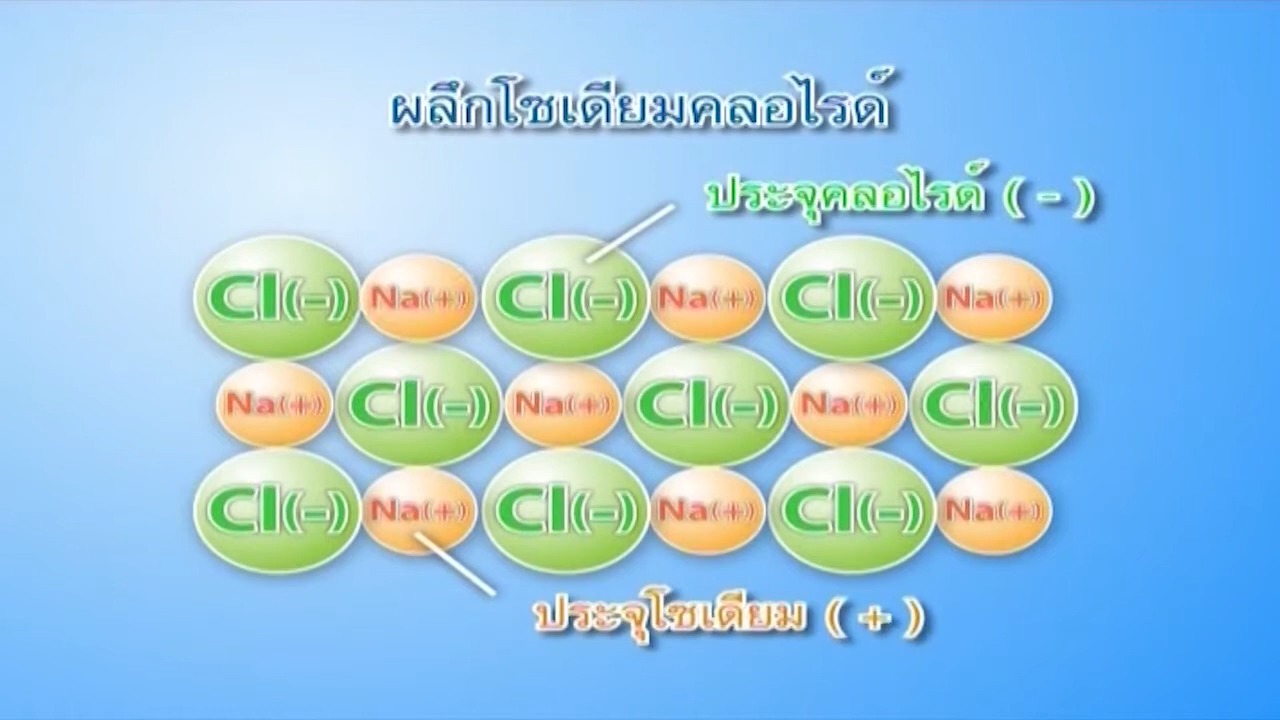 ผลึกโซเดียมคลอไรด์
ประจุคลอไรด์ ( - )
Cl(-) Na(+) Cl(-) Na(+) Cl(-) Na(+)
Na(+) Cl(-) Na(+) Cl(-) Na(+) Cl(-)
Cl(-) Na(+) Cl(-) Na(+) Cl(-) Na(+)
ประจุโซเดียม ( + )